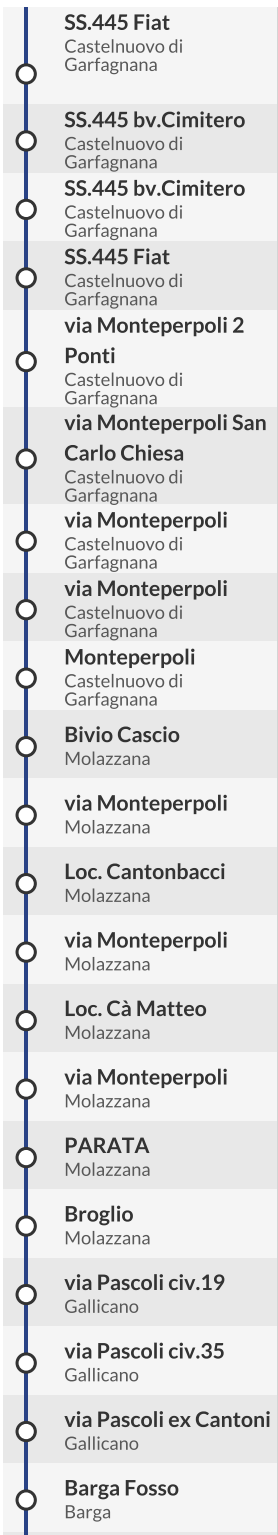 SS.445 Fiat
Castelnuovo di
Garfagnana
SS.445 bv.Cimitero
Castelnuovo di
Garfagnana
SS.445 bv.Cimitero
Castelnuovo di
Garfagnana
SS.445 Fiat
Castelnuovo di
Garfagnana
via Monteperpoli 2
Ponti
Castelnuovo di
Garfagnana
via Monteperpoli San
Carlo Chiesa
Castelnuovo di
Garfagnana
via Monteperpoli
Castelnuovo di
Garfagnana
via Monteperpoli
Castelnuovo di
Garfagnana
Monteperpoli
Castelnuovo di
Garfagnana
Bivio Cascio
Molazzana
via Monteperpoli
Molazzana
Loc. Cantonbacci
Molazzana
via Monteperpoli
Molazzana
Loc. Cà Matteo
Molazzana
via Monteperpoli
Molazzana
PARATA
Molazzana
Broglio
Molazzana
via Pascoli civ.19
Gallicano
via Pascoli civ.35
Gallicano
via Pascoli ex Cantoni
Gallicano
Barga Fosso
Barga